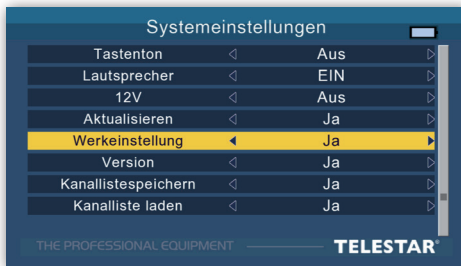 Systemeinstellungen
Tastenton Aus
Lautsprecher EIN
12V Aus
Aktualisieren Ja
Werkeinstellung Ja
Version Ja
Kanallistespeichern Ja
Kanalliste laden Ja
THE PROFESSIONAL EQUIPMENT TELESTAR®